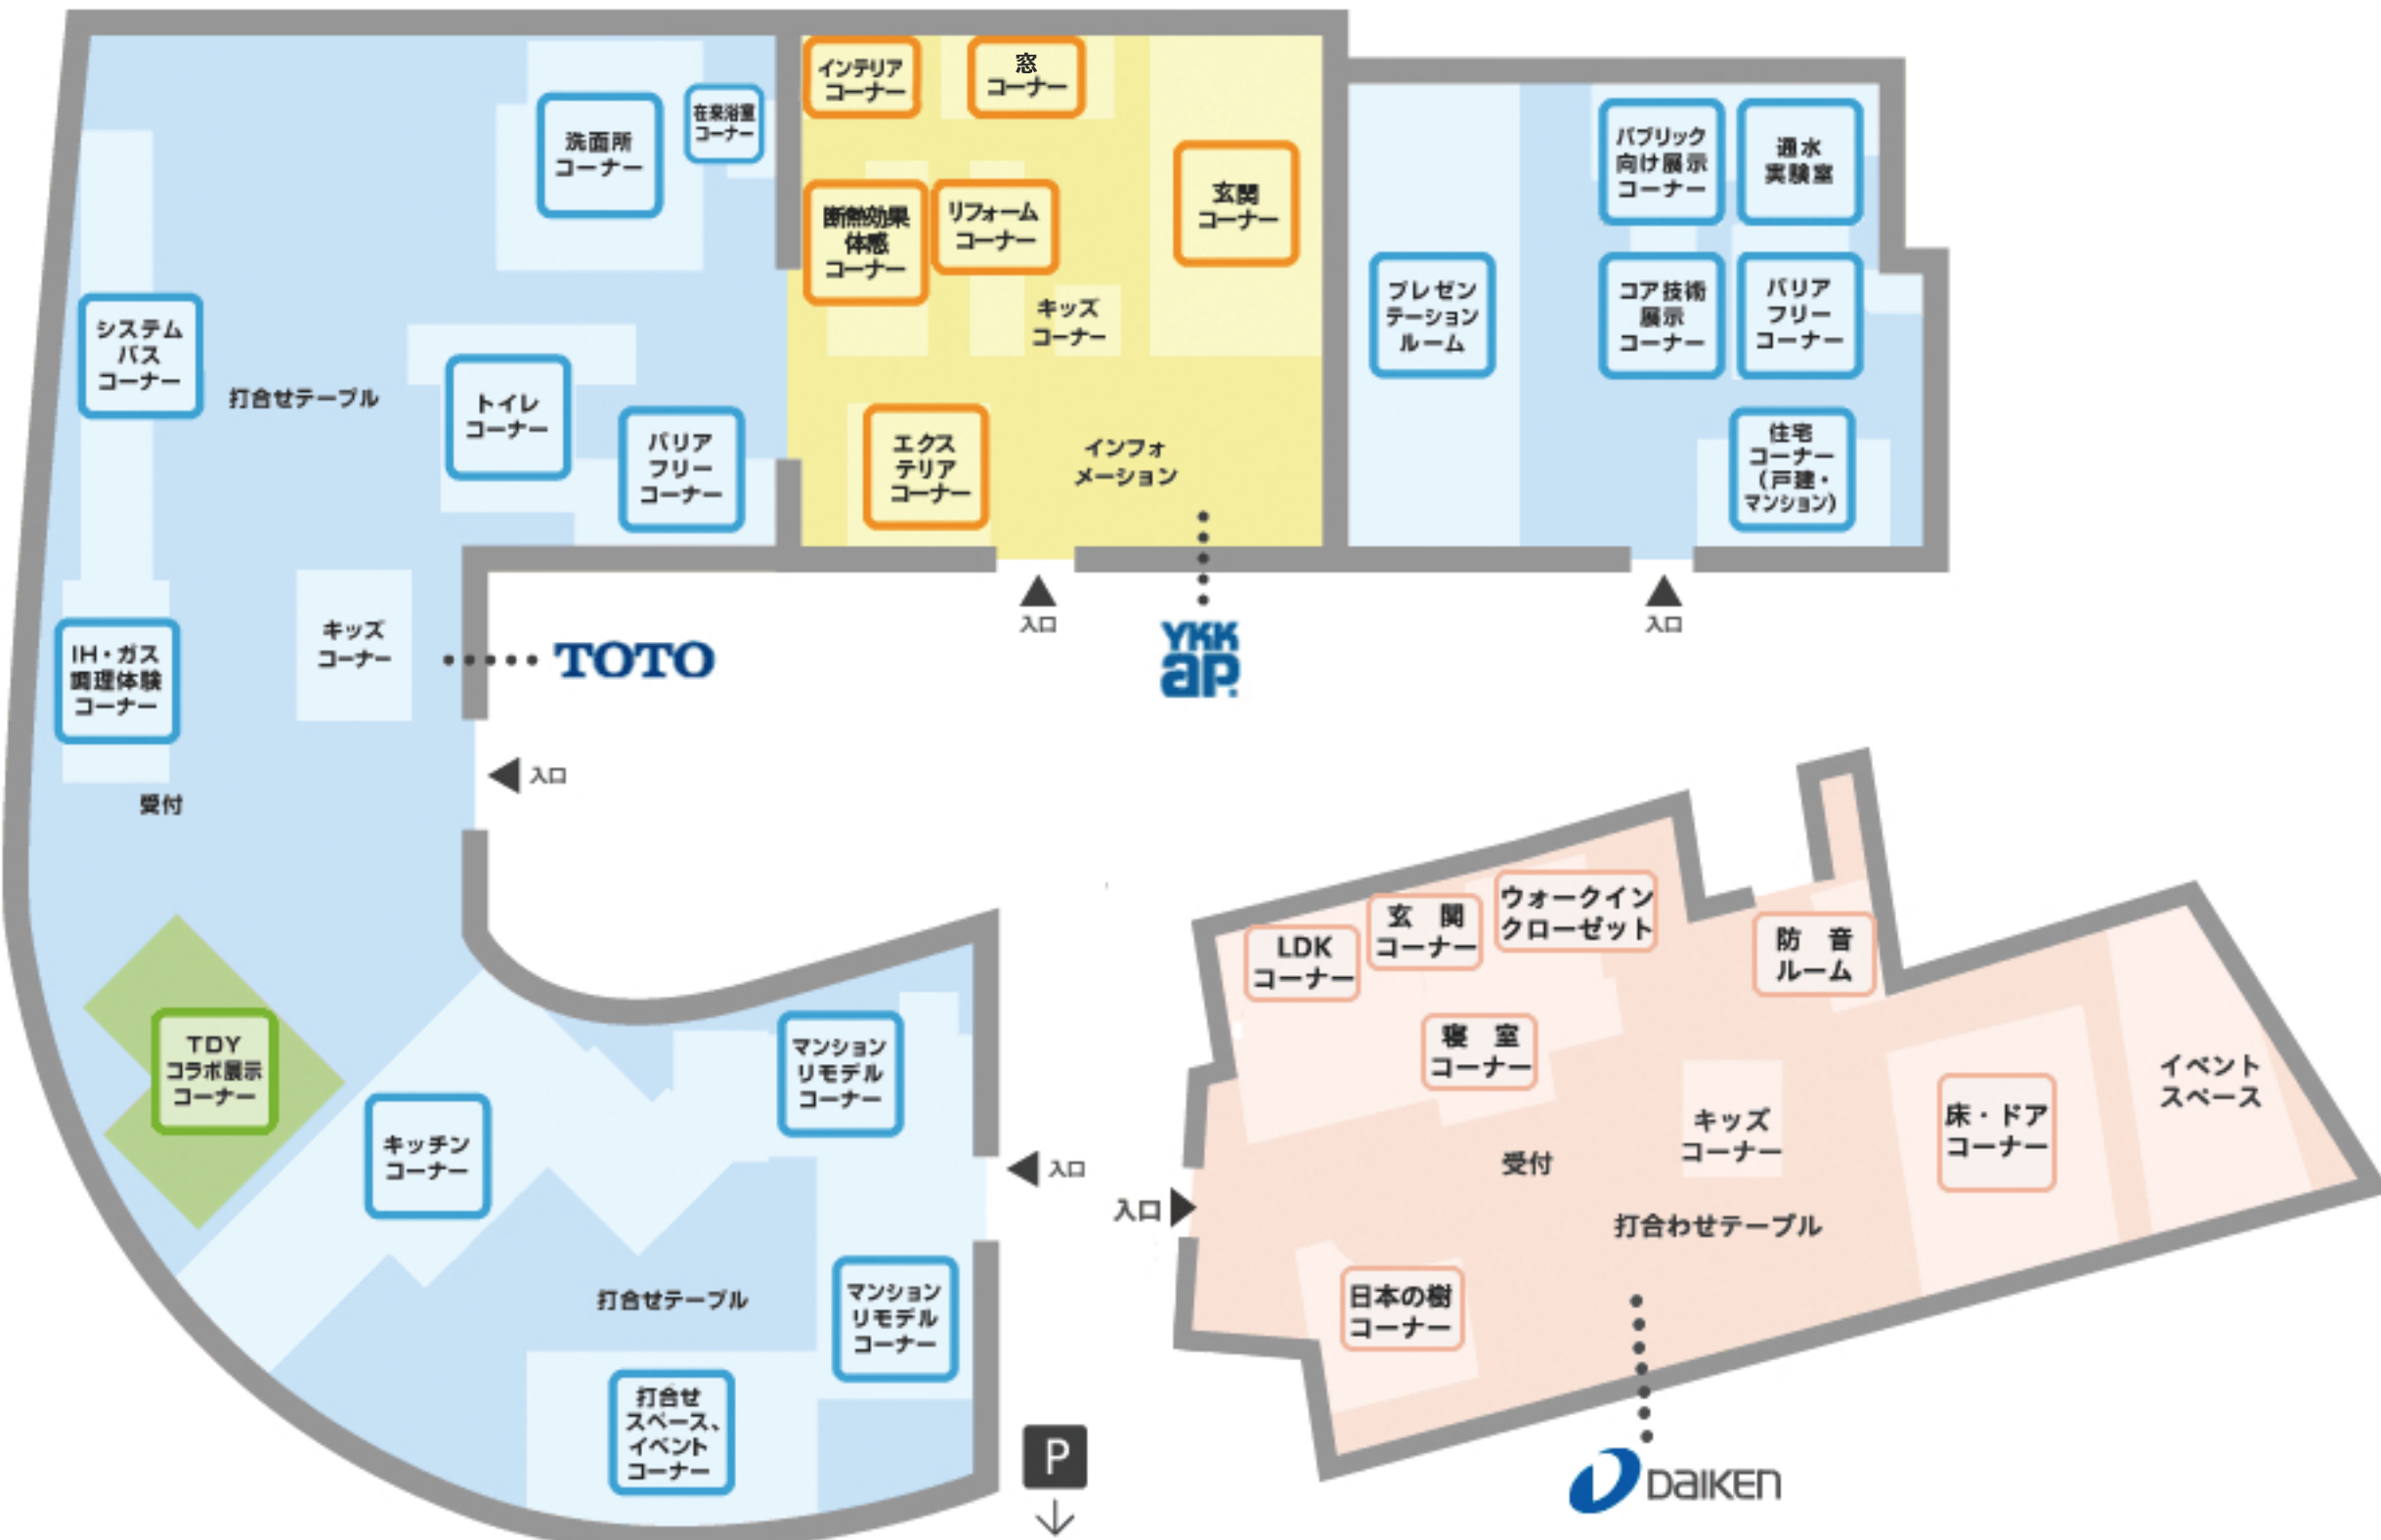 インテリア
コーナー
窓
コーナー
洗面所
コーナー
在来浴室
コーナー
断熱効果
体感
コーナー
リフォーム
コーナー
玄関
コーナー
パブリック
向け展示
コーナー
通水
実験室
システム
バス
コーナー
打合せテーブル
トイレ
コーナー
バリア
フリー
コーナー
キッズ
コーナー
エクス
テリア
コーナー
インフォ
メーション
プレゼン
テーション
ルーム
コア技術
展示
コーナー
バリア
フリー
コーナー
住宅
コーナー
（戸建・
マンション）
IH・ガス
調理体験
コーナー
キッズ
コーナー
TOTO
入口
YKK
ap.
入口
入口
受付
TDY
コラボ展示
コーナー
キッチン
コーナー
マンション
リモデル
コーナー
入口
打合せテーブル
マンション
リモデル
コーナー
打合せ
スペース、
イベント
コーナー
P
LDK
コーナー
玄　関
コーナー
ウォークイン
クローゼット
防　音
ルーム
寝　室
コーナー
キッズ
コーナー
床・ドア
コーナー
イベント
スペース
受付
入口
打合わせテーブル
日本の樹
コーナー
DAIKEN